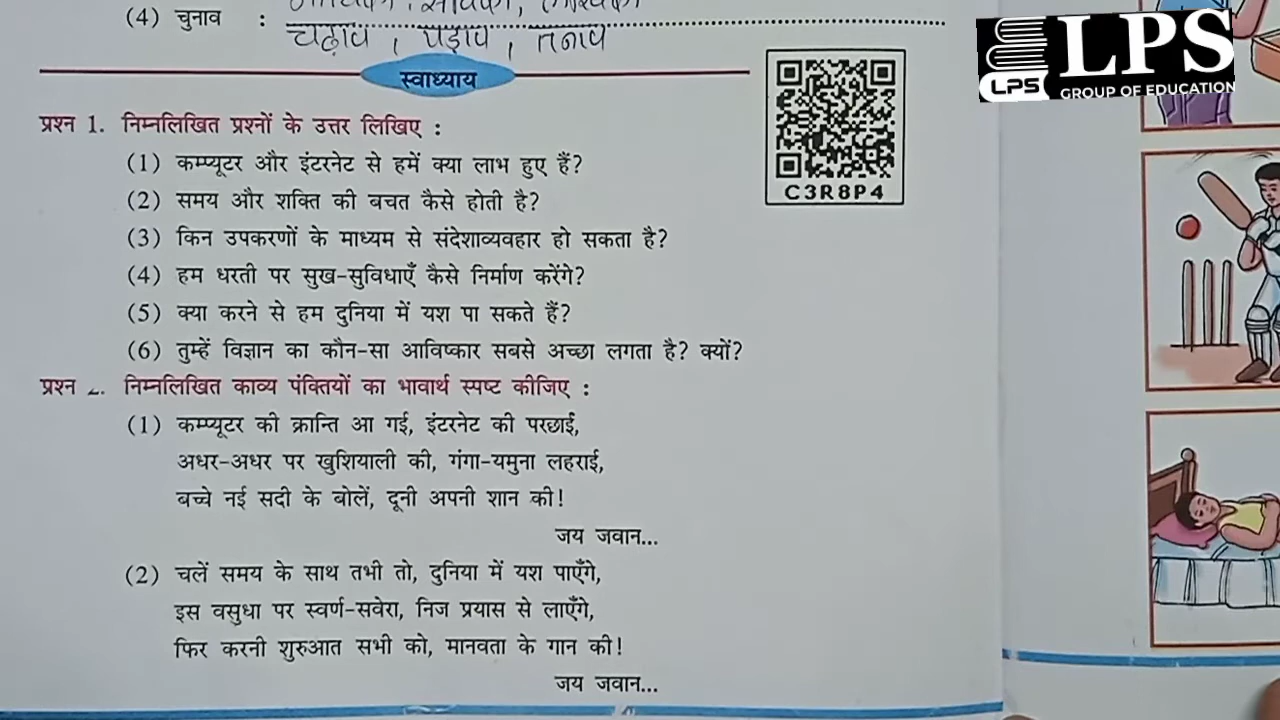 (4) चुनाव :
चढ़ाव, पड़ाव, तनाव
LPS
LPS
GROUP OF EDUCATION
स्वाध्याय
C3R8P4
प्रश्न 1. निम्नलिखित प्रश्नों के उत्तर लिखिए :
(1) कम्प्यूटर और इंटरनेट से हमें क्या लाभ हुए हैं?
(2) समय और शक्ति की बचत कैसे होती है?
(3) किन उपकरणों के माध्यम से संदेशाव्यवहार हो सकता है?
(4) हम धरती पर सुख-सुविधाएँ कैसे निर्माण करेंगे?
(5) क्या करने से हम दुनिया में यश पा सकते हैं?
(6) तुम्हें विज्ञान का कौन-सा आविष्कार सबसे अच्छा लगता है? क्यों?
प्रश्न 2. निम्नलिखित काव्य पंक्तियों का भावार्थ स्पष्ट कीजिए :
(1) कम्प्यूटर की क्रान्ति आ गई, इंटरनेट की परछाईं,
अधर-अधर पर खुशियाली की, गंगा-यमुना लहराई,
बच्चे नई सदी के बोलें, दूनी अपनी शान की!
जय जवान...
(2) चलें समय के साथ तभी तो, दुनिया में यश पाएँगे,
इस वसुधा पर स्वर्ण-सवेरा, निज प्रयास से लाएँगे,
फिर करनी शुरुआत सभी को, मानवता के गान की!
जय जवान...